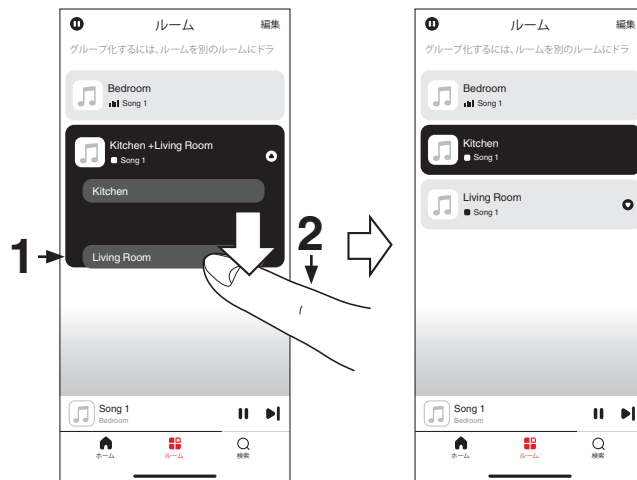 ルーム
編集
グループ化するには、ルームを別のルームにドラ
Bedroom
Song 1
Kitchen +Living Room
Song 1
Kitchen
Living Room
1
2
Song 1
Bedroom
ホーム
ルーム
検索
ルーム
編集
グループ化するには、ルームを別のルームにドラ
Bedroom
Song 1
Kitchen
Song 1
Living Room
Song 1
Song 1
Bedroom
ホーム
ルーム
検索